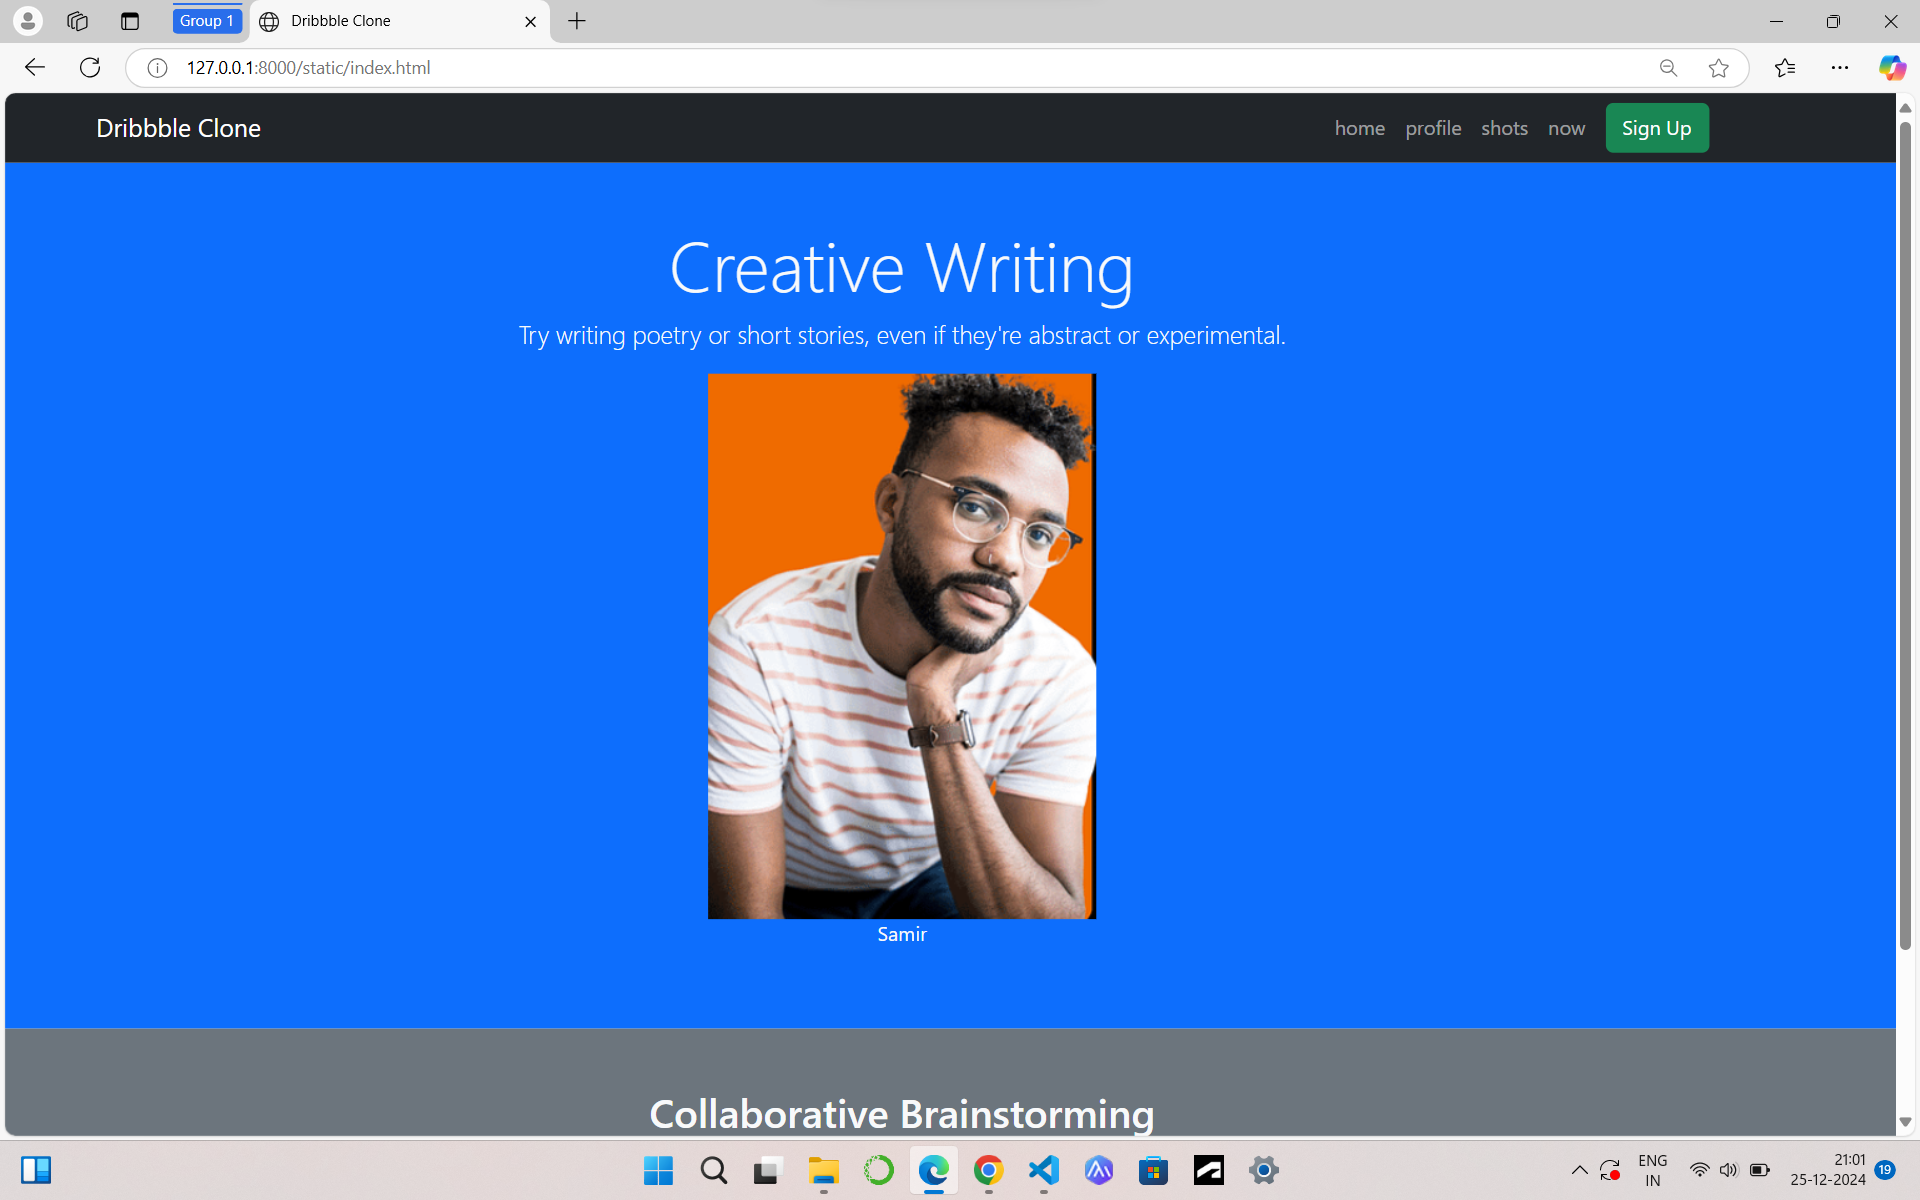 Group 1
Dribbble Clone
127.0.0.1:8000/static/index.html
Dribbble Clone
home
profile
shots
now
Sign Up
Creative Writing
Try writing poetry or short stories, even if they're abstract or experimental.
Samir
Collaborative Brainstorming
ENG
IN
21:01
25-12-2024
19